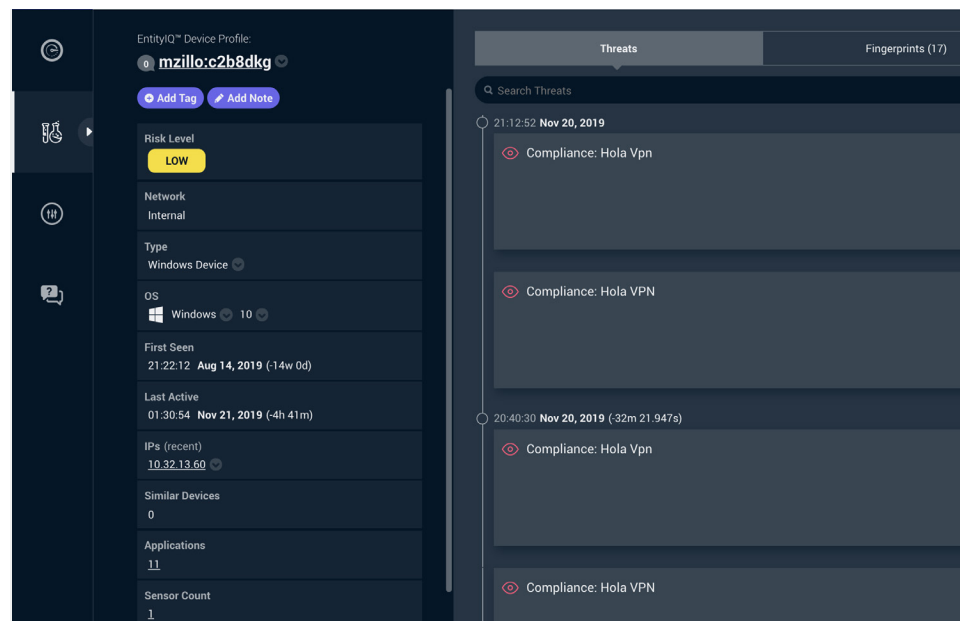 EntityIQ™ Device Profile:
0 mzillo:c2b8dkg
Add Tag
Add Note
Risk Level
LOW
Network
Internal
Type
Windows Device
OS
Windows 10
First Seen
21:22:12 Aug 14, 2019 (-14w 0d)
Last Active
01:30:54 Nov 21, 2019 (-4h 41m)
IPs (recent)
10.32.13.60
Similar Devices
0
Applications
11
Sensor Count
1
Threats
Fingerprints (17)
Search Threats
21:12:52 Nov 20, 2019
Compliance: Hola Vpn
Compliance: Hola VPN
20:40:30 Nov 20, 2019 (-32m 21.947s)
Compliance: Hola Vpn
Compliance: Hola VPN